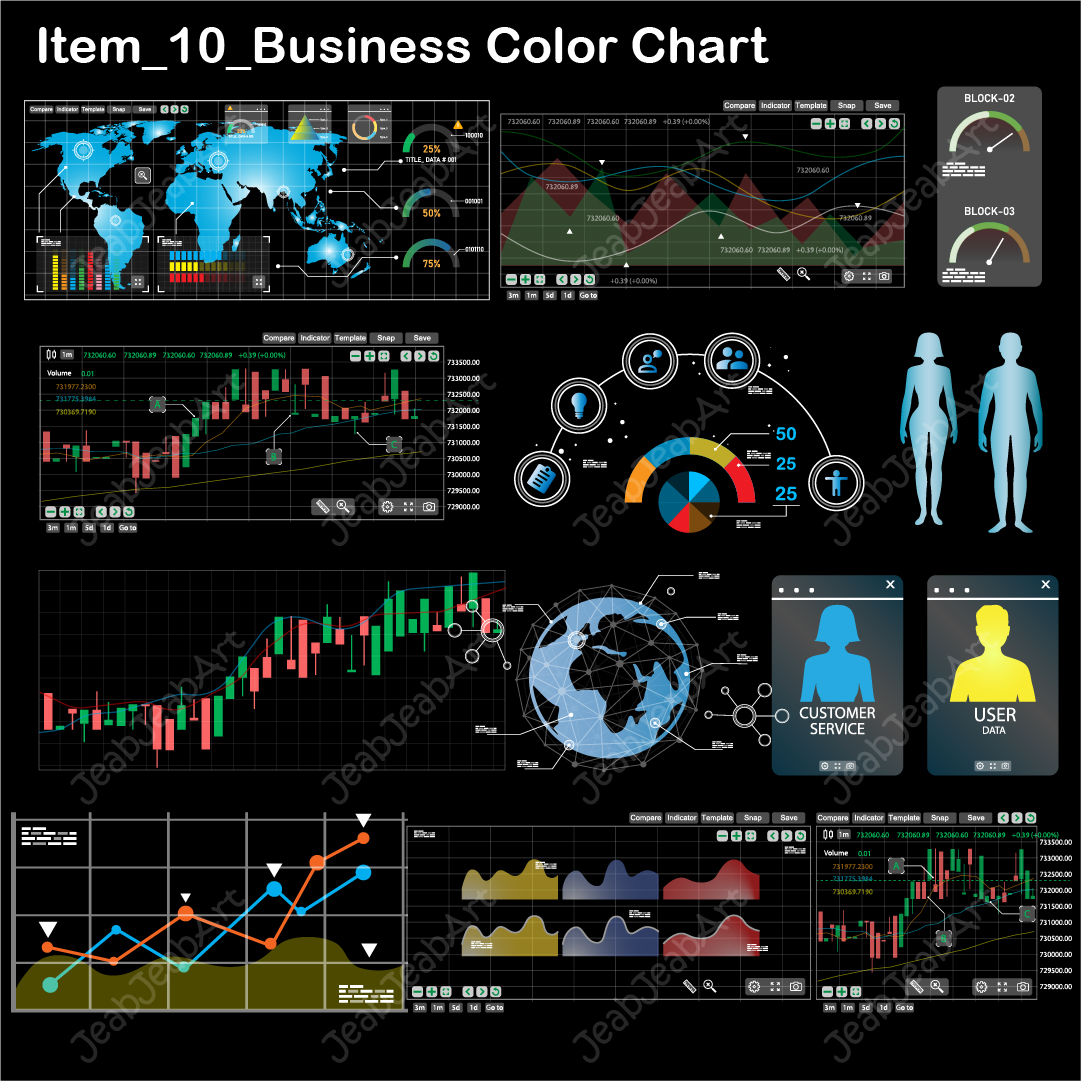 Item_10_Business Color Chart
Compare Indicator Template Snap Save
25%
100010
TITLE_DATA # 001
50%
001001
75%
0101110
Compare Indicator Template Snap Save
732060.60 732060.89 732060.60 732060.89 +0.39 (+0.00%)
732060.60
732060.89
732060.60
732060.89
732060.60 732060.89 +0.39 (+0.00%)
+0.39 (+0.00%)
3m 1m 5d 1d Go to
BLOCK-02
BLOCK-03
Compare Indicator Template Snap Save
1m 732060.60 732060.89 732060.60 732060.89 +0.39 (+0.00%)
Volume 0.01
731977.2300
731775.3984
730369.7190
A
B
C
733500.00
733000.00
732500.00
732000.00
731000.00
730500.00
730000.00
729500.00
729000.00
3m 1m 5d 1d Go to
50
25
25
CUSTOMER
SERVICE
USER
DATA
Compare Indicator Template Snap Save
3m 1m 5d 1d Go to
Compare Indicator Template Snap Save
1m 732060.60 732060.89 732060.60 732060.89 +0.39 (+0.00%)
Volume 0.01
731977.2300
731775.3984
730369.7190
A
B
C
733500.00
733000.00
732500.00
732000.00
731500.00
730500.00
730000.00
729500.00
729000.00
3m 1m 5d 1d Go to
JeabJeabArt